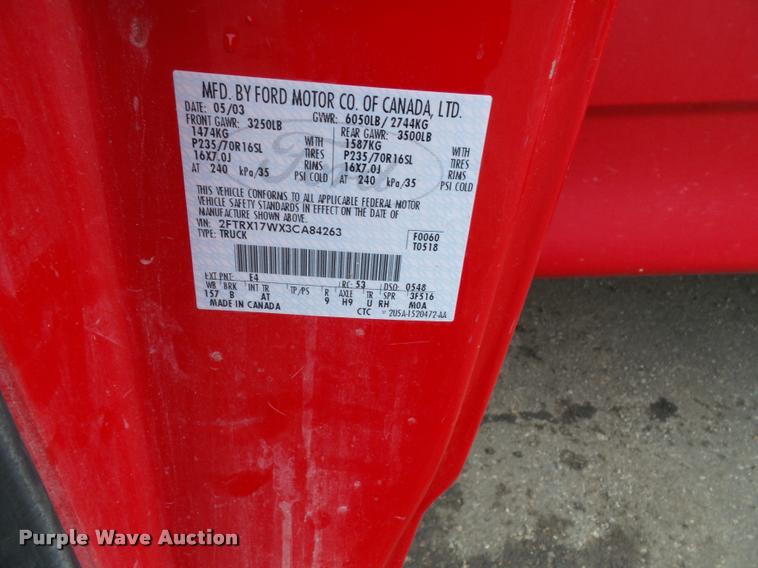 MFD. BY FORD MOTOR CO. OF CANADA, LTD.
DATE: 05/03 GVWR: 6050LB/ 2744KG
FRONT GAWR: 3250LB REAR GAWR: 3500LB
1474KG WITH 1587KG WITH
P235/70R16SL TIRES P235/70R16SL TIRES
16X7.0J RIMS 16X7.0J RIMS
AT 240 kPa/35 PSI COLD AT 240 kPa/35 PSI COLD
THIS VEHICLE CONFORMS TO ALL APPLICABLE FEDERAL MOTOR
VEHICLE SAFETY STANDARDS IN EFFECT ON THE DATE OF
MANUFACTURE SHOWN ABOVE.
VIN: 2FTRX17WX3CA84263 F0060
TYPE: TRUCK T0518
EXT PNT: E4 RC: 53 DSO: 0548
WB BRK INT TR TP/PS R AXLE TR SPR 3F516
157 B AT 9 H9 U RH M0A
MADE IN CANADA CTC * 2U5A-1520472-AA
Ford
Purple Wave Auction